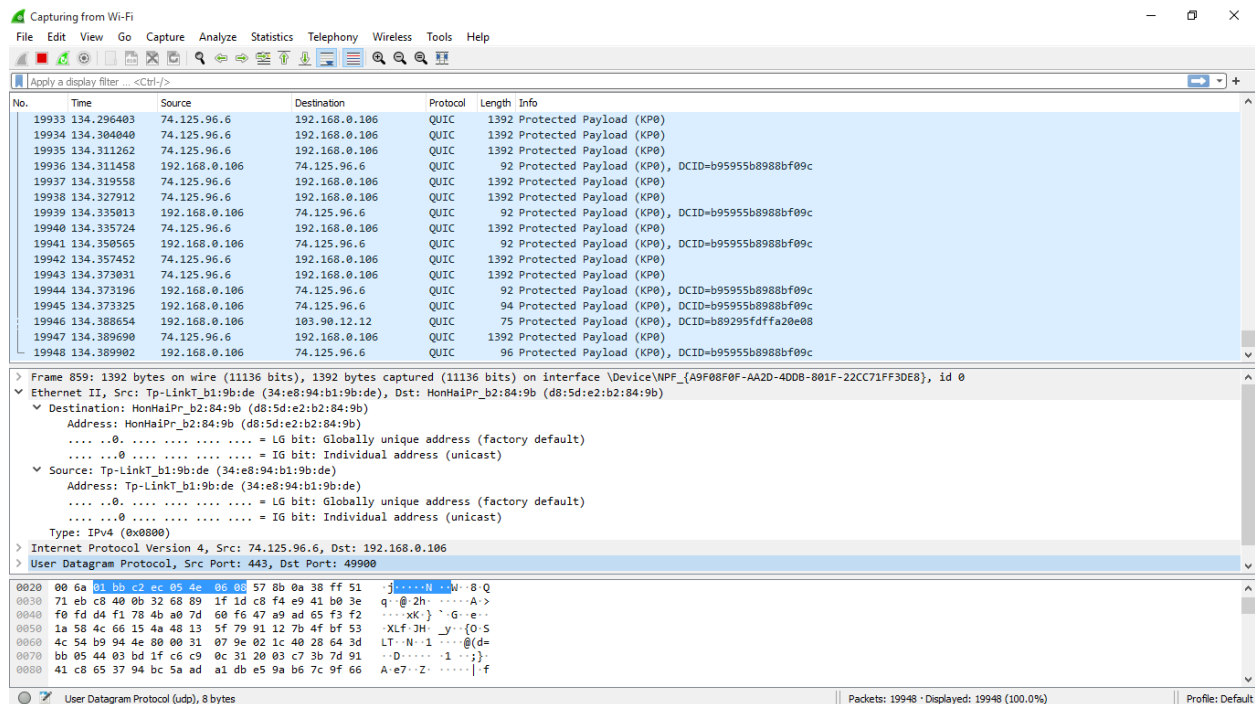 Capturing from Wi-Fi
File Edit View Go Capture Analyze Statistics Telephony Wireless Tools Help
Apply a display filter ... <Ctrl-/>
No. Time Source Destination Protocol Length Info
19933 134.296403 74.125.96.6 192.168.0.106 QUIC 1392 Protected Payload (KP0)
19934 134.304040 74.125.96.6 192.168.0.106 QUIC 1392 Protected Payload (KP0)
19935 134.311262 74.125.96.6 192.168.0.106 QUIC 1392 Protected Payload (KP0)
19936 134.311458 192.168.0.106 74.125.96.6 QUIC 92 Protected Payload (KP0), DCID=b95955b8988bf09c
19937 134.319558 74.125.96.6 192.168.0.106 QUIC 1392 Protected Payload (KP0)
19938 134.327912 74.125.96.6 192.168.0.106 QUIC 1392 Protected Payload (KP0)
19939 134.335013 192.168.0.106 74.125.96.6 QUIC 92 Protected Payload (KP0), DCID=b95955b8988bf09c
19940 134.335724 74.125.96.6 192.168.0.106 QUIC 1392 Protected Payload (KP0)
19941 134.350565 192.168.0.106 74.125.96.6 QUIC 92 Protected Payload (KP0), DCID=b95955b8988bf09c
19942 134.357452 74.125.96.6 192.168.0.106 QUIC 1392 Protected Payload (KP0)
19943 134.373031 74.125.96.6 192.168.0.106 QUIC 1392 Protected Payload (KP0)
19944 134.373196 192.168.0.106 74.125.96.6 QUIC 92 Protected Payload (KP0), DCID=b95955b8988bf09c
19945 134.373325 192.168.0.106 74.125.96.6 QUIC 94 Protected Payload (KP0), DCID=b95955b8988bf09c
19946 134.388654 192.168.0.106 103.90.12.12 QUIC 75 Protected Payload (KP0), DCID=b89295fdffa20e08
19947 134.389690 74.125.96.6 192.168.0.106 QUIC 1392 Protected Payload (KP0)
19948 134.389902 192.168.0.106 74.125.96.6 QUIC 96 Protected Payload (KP0), DCID=b95955b8988bf09c
Frame 859: 1392 bytes on wire (11136 bits), 1392 bytes captured (11136 bits) on interface \Device\NPF_{A9F08F0F-AA2D-4DDB-801F-22CC71FF3DE8}, id 0
Ethernet II, Src: Tp-LinkT_b1:9b:de (34:e8:94:b1:9b:de), Dst: HonHaiPr_b2:84:9b (d8:5d:e2:b2:84:9b)
Destination: HonHaiPr_b2:84:9b (d8:5d:e2:b2:84:9b)
Address: HonHaiPr_b2:84:9b (d8:5d:e2:b2:84:9b)
.... ..0. .... .... .... .... = LG bit: Globally unique address (factory default)
.... ...0 .... .... .... .... = IG bit: Individual address (unicast)
Source: Tp-LinkT_b1:9b:de (34:e8:94:b1:9b:de)
Address: Tp-LinkT_b1:9b:de (34:e8:94:b1:9b:de)
.... ..0. .... .... .... .... = LG bit: Globally unique address (factory default)
.... ...0 .... .... .... .... = IG bit: Individual address (unicast)
Type: IPv4 (0x0800)
Internet Protocol Version 4, Src: 74.125.96.6, Dst: 192.168.0.106
User Datagram Protocol, Src Port: 443, Dst Port: 49900
0020 00 6a 01 bb c2 ec 05 4e 06 08 57 8b 0a 38 ff 51 ·j·····N ··W··8·Q
0030 71 eb c8 40 0b 32 68 89 1f 1d c8 f4 e9 41 b0 3e q··@·2h· ·····A·>
0040 f0 fd d4 f1 78 4b a0 7d 60 f6 47 a9 ad 65 f3 f2 ····xK·} `·G··e··
0050 1a 58 4c 66 15 4a 48 13 5f 79 91 12 7b 4f bf 53 ·XLf·JH· _y··{O·S
0060 4c 54 b9 94 4e 80 00 31 07 9e 02 1c 40 28 64 3d LT··N··1 ····@(d=
0070 bb 05 44 03 bd 1f c6 c9 0c 31 20 03 c7 3b 7d 91 ··D····· ·1 ··;}·
0080 41 c8 65 37 94 bc 5a ad a1 db e5 9a b6 7c 9f 66 A·e7··Z· ·····|·f
User Datagram Protocol (udp), 8 bytes Packets: 19948 · Displayed: 19948 (100.0%) Profile: Default